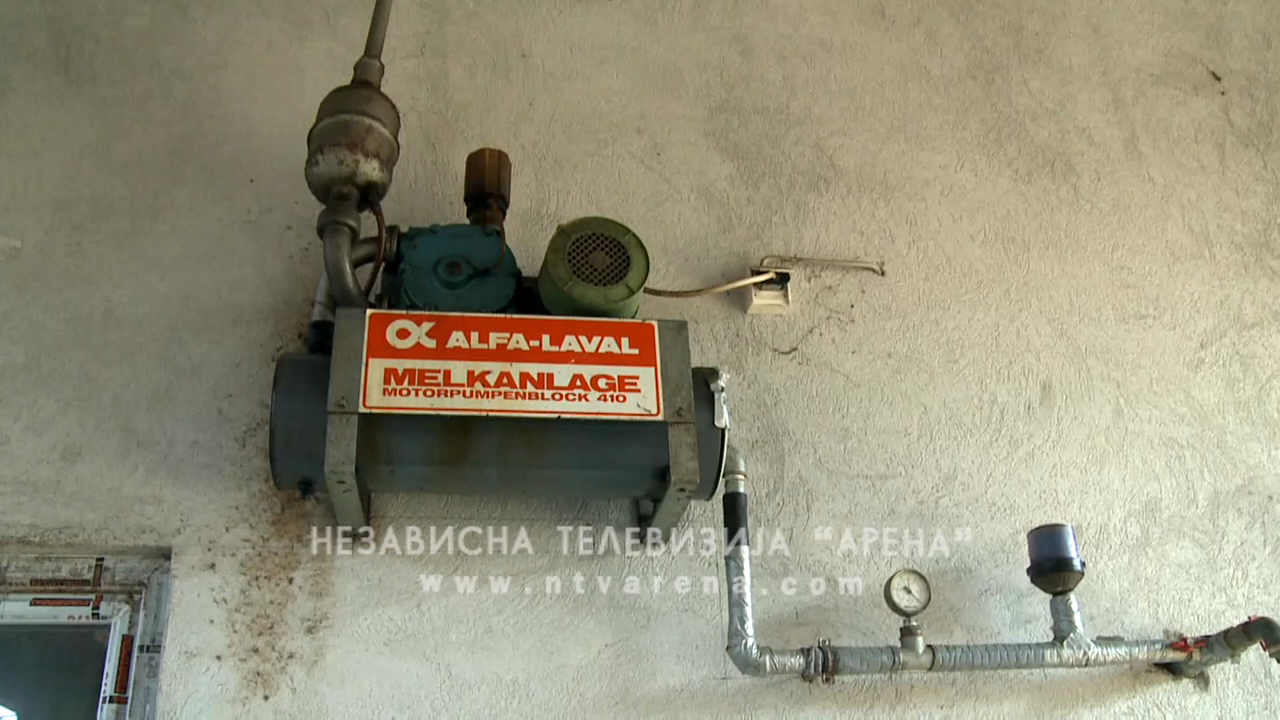 ALFA-LAVAL
MELKANLAGE
MOTORPUMPENBLOCK 410
НЕЗАВИСНА ТЕЛЕВИЗИЈА “АРЕНА”
www.ntvarena.com